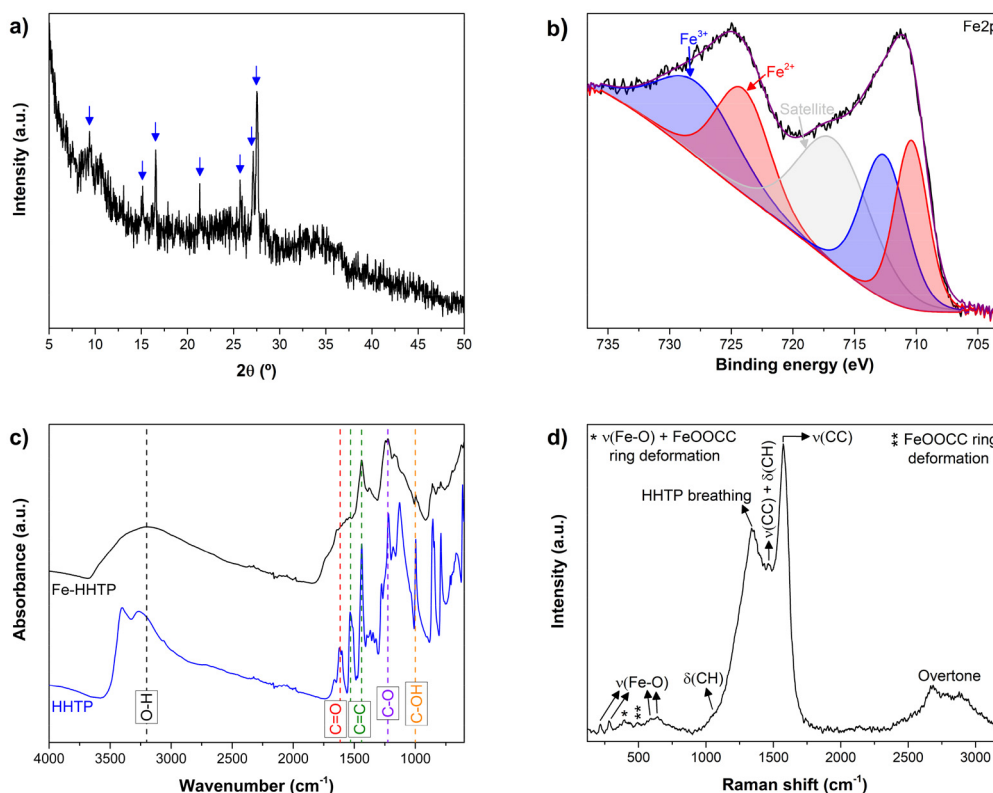 a)
Intensity (a.u.)
5 10 15 20 25 30 35 40 45 50
2θ (º)
b)
Fe2p
Fe³⁺
Fe²⁺
Satellite
Intensity (a.u.)
735 730 725 720 715 710 705
Binding energy (eV)
c)
Absorbance (a.u.)
Fe-HHTP
HHTP
O-H
C=O
C=C
C-O
C-OH
4000 3500 3000 2500 2000 1500 1000
Wavenumber (cm⁻¹)
d)
* ν(Fe-O) + FeOOCC
ring deformation
ν(CC)
** FeOOCC ring
deformation
HHTP breathing
ν(CC) + δ(CH)
δ(CH)
ν(Fe-O)
*
**
Overtone
Intensity (a.u.)
500 1000 1500 2000 2500 3000
Raman shift (cm⁻¹)